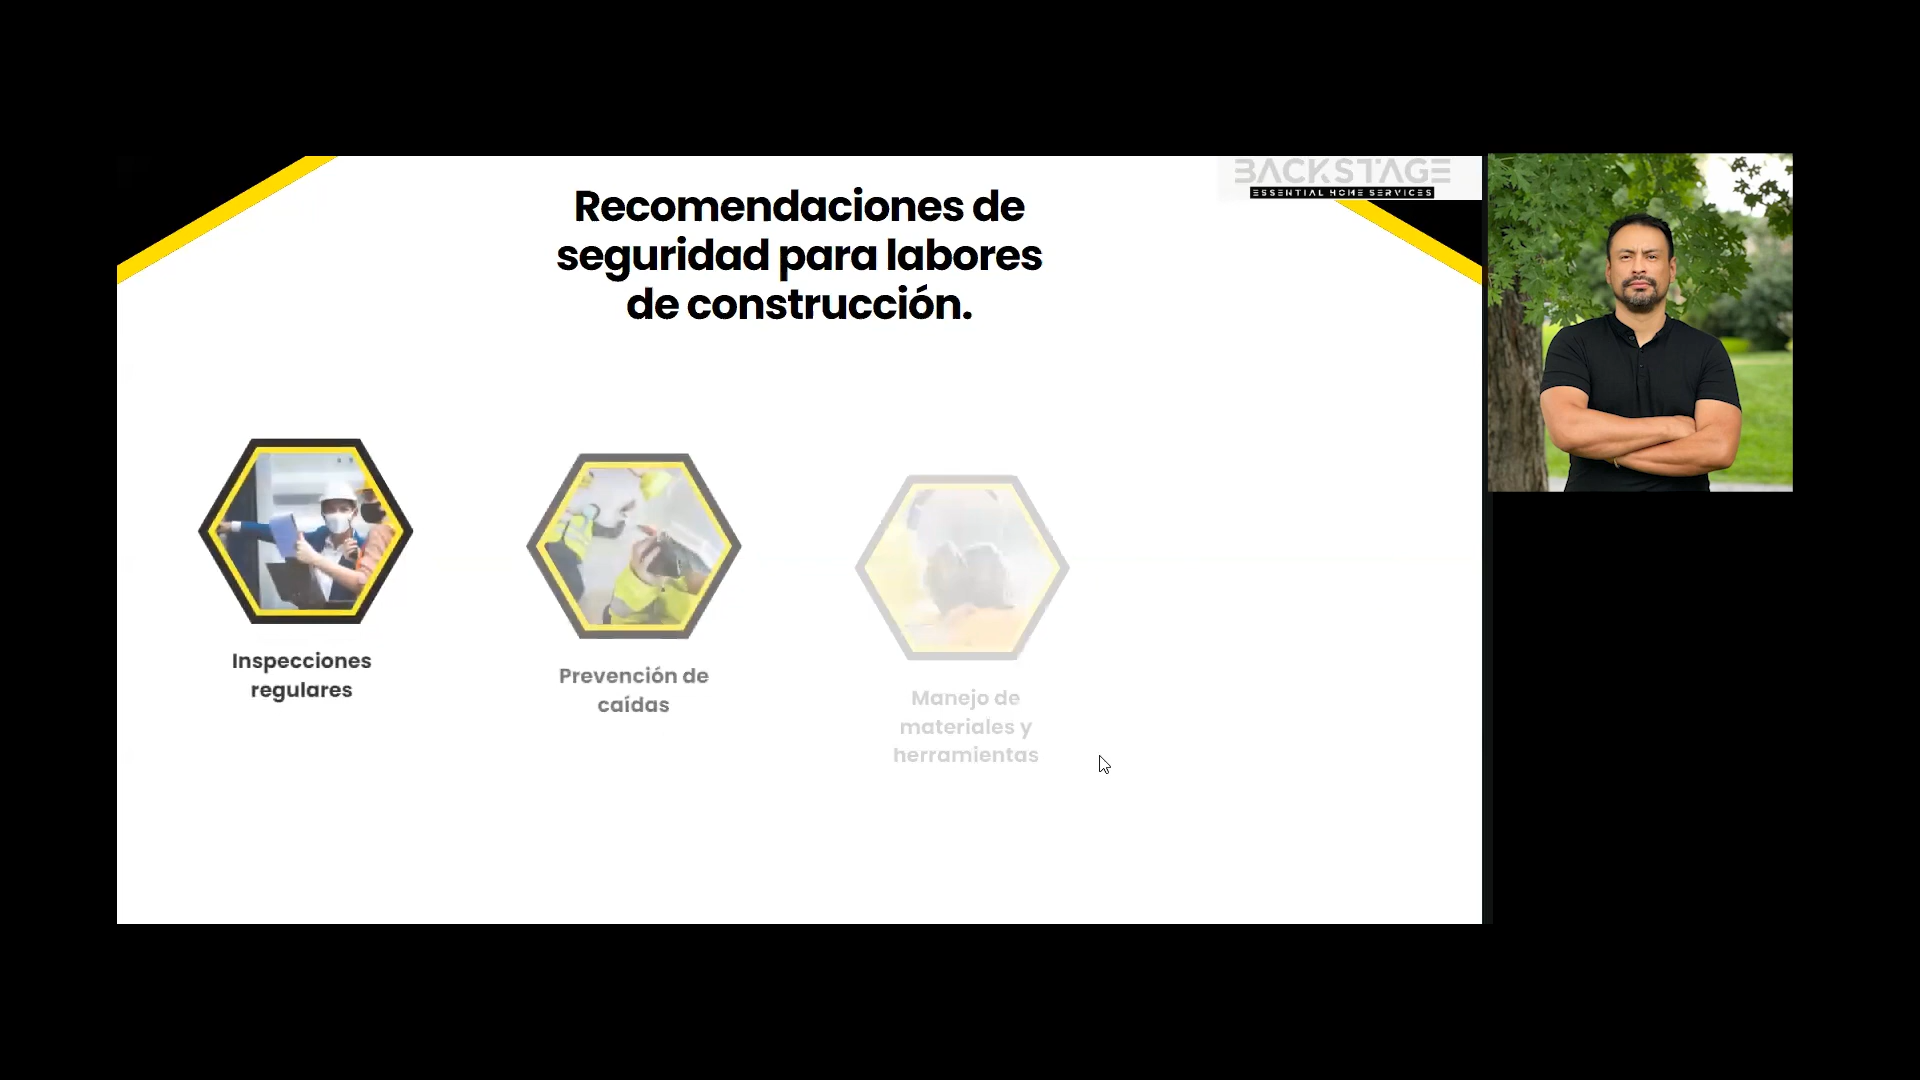 BACKSTAGE
ESSENTIAL HOME SERVICES
Recomendaciones de
seguridad para labores
de construcción.
Inspecciones
regulares
Prevención de
caídas
Manejo de
materiales y
herramientas